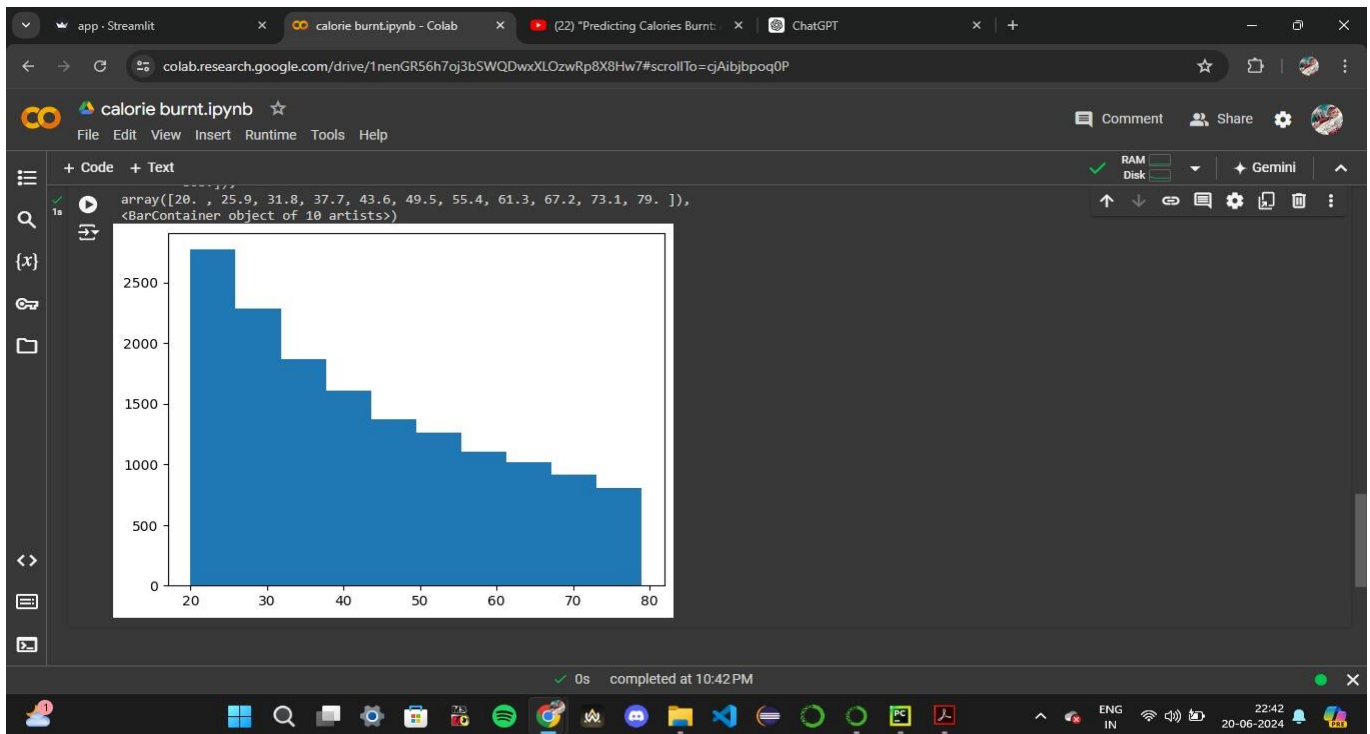 app · Streamlit
calorie burnt.ipynb - Colab
(22) "Predicting Calories Burnt:
ChatGPT
colab.research.google.com/drive/1nenGR56h7oj3bSWQDwxXLOzwRp8X8Hw7#scrollTo=cjAibjbpoq0P
calorie burnt.ipynb
Comment
Share
File Edit View Insert Runtime Tools Help
+ Code + Text
RAM
Disk
Gemini
1s
array([20. , 25.9, 31.8, 37.7, 43.6, 49.5, 55.4, 61.3, 67.2, 73.1, 79. ]),
<BarContainer object of 10 artists>)
{x}
2500
2000
1500
1000
500
0
20 30 40 50 60 70 80
0s completed at 10:42 PM
1
PC
PRE
ENG
IN
22:42
20-06-2024